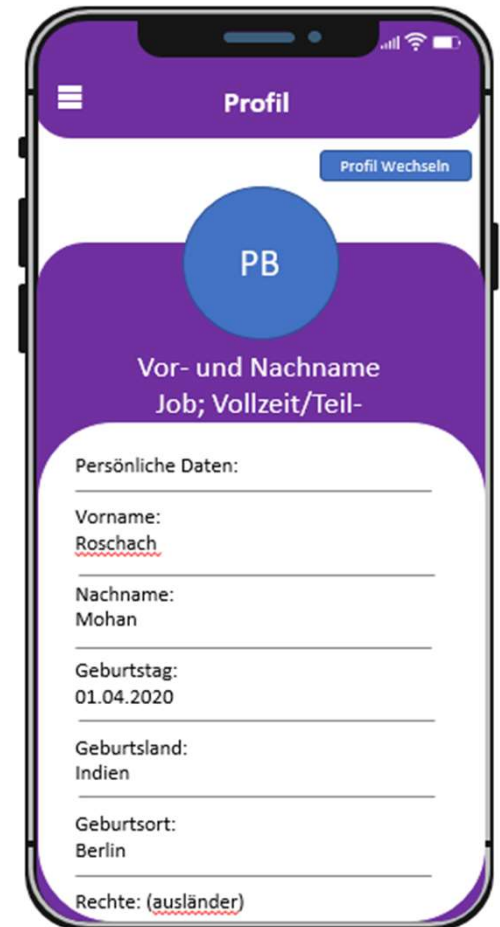 Profil
Profil Wechseln
PB
Vor- und Nachname
Job; Vollzeit/Teil-
Persönliche Daten:
Vorname:
Roschach
Nachname:
Mohan
Geburtstag:
01.04.2020
Geburtsland:
Indien
Geburtsort:
Berlin
Rechte: (ausländer)